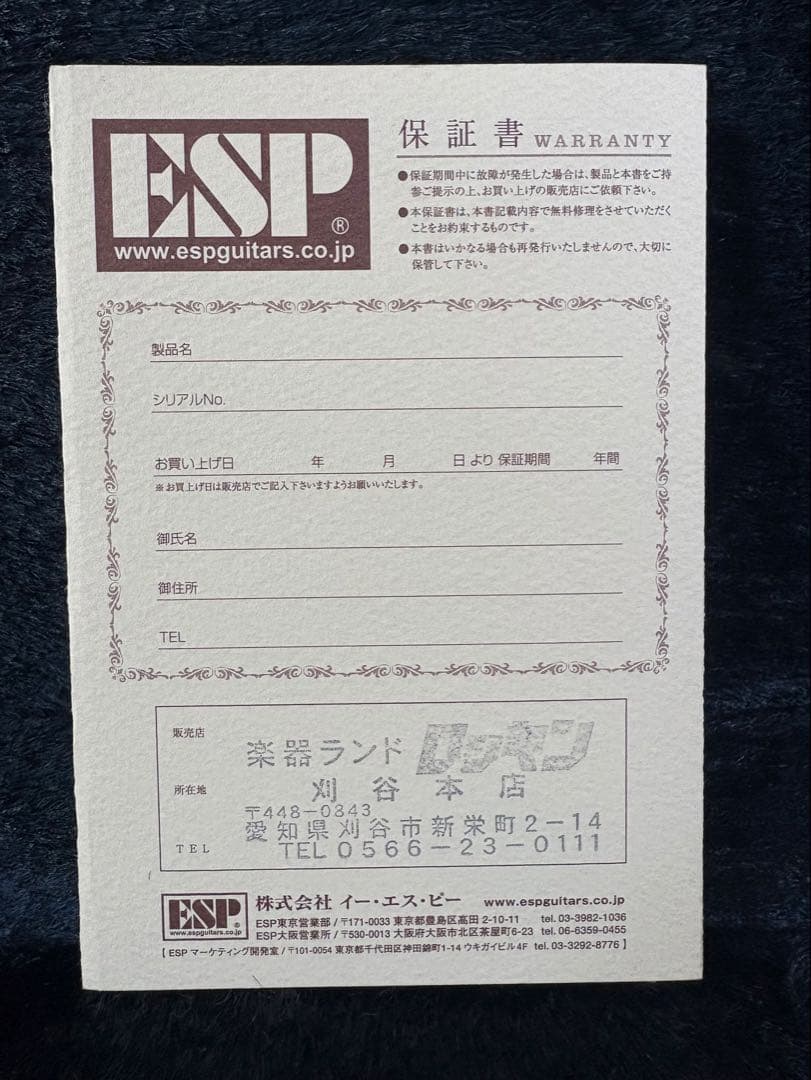 ESP®
www.espguitars.co.jp
保証書 WARRANTY
●保証期間中に故障が発生した場合は、製品と本書をご持
参ご提示の上、お買い上げの販売店にご依頼下さい。
●本保証書は、本書記載内容で無料修理をさせていただく
ことをお約束するものです。
●本書はいかなる場合も再発行いたしませんので、大切に
保管して下さい。
製品名
シリアルNo.
お買い上げ日 年 月 日 より 保証期間 年間
※お買上げ日は販売店でご記入下さいますようお願いいたします。
御氏名
御住所
TEL
販売店
楽器ランド ロッキン
所在地
刈谷本店
〒448-0843
愛知県刈谷市新栄町2-14
TEL
TEL 0566-23-0111
ESP®
www.espguitars.co.jp
株式会社 イー・エス・ピー www.espguitars.co.jp
ESP東京営業部/〒171-0033 東京都豊島区高田 2-10-11 tel. 03-3982-1036
ESP大阪営業所/〒530-0013 大阪府大阪市北区茶屋町6-23 tel. 06-6359-0455
【 ESP マーケティング開発室/〒101-0054 東京都千代田区神田錦町1-14 ウキガイビル4F tel. 03-3292-8776 】